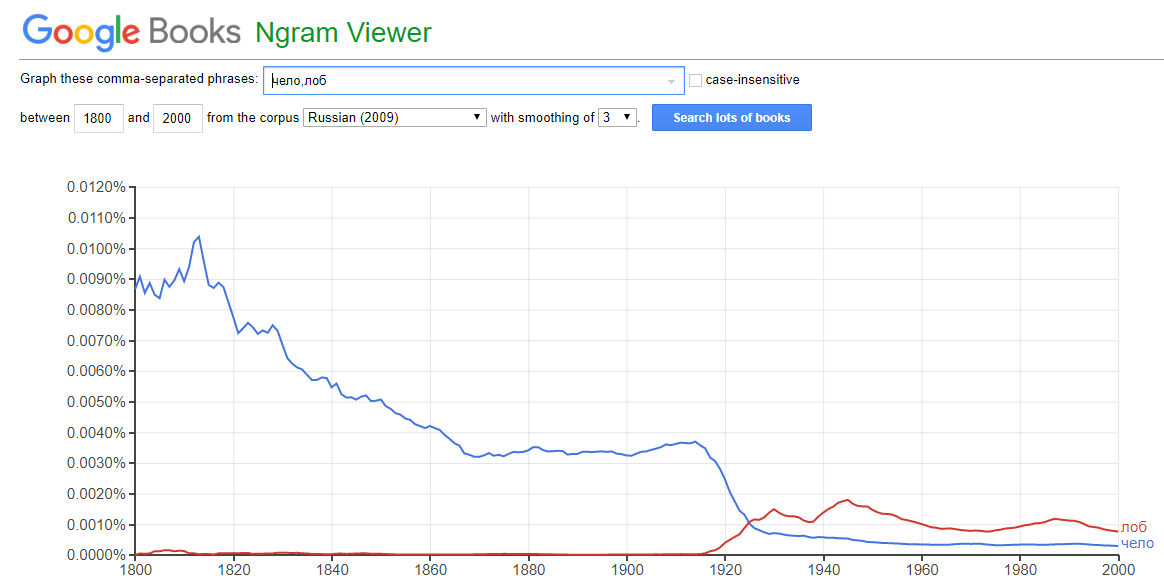 Google Books Ngram Viewer
Graph these comma-separated phrases: чело,лоб case-insensitive
between 1800 and 2000 from the corpus Russian (2009) with smoothing of 3 . Search lots of books
0.0120%
0.0110%
0.0100%
0.0090%
0.0080%
0.0070%
0.0060%
0.0050%
0.0040%
0.0030%
0.0020%
0.0010%
лоб
чело
0.0000%
1800 1820 1840 1860 1880 1900 1920 1940 1960 1980 2000